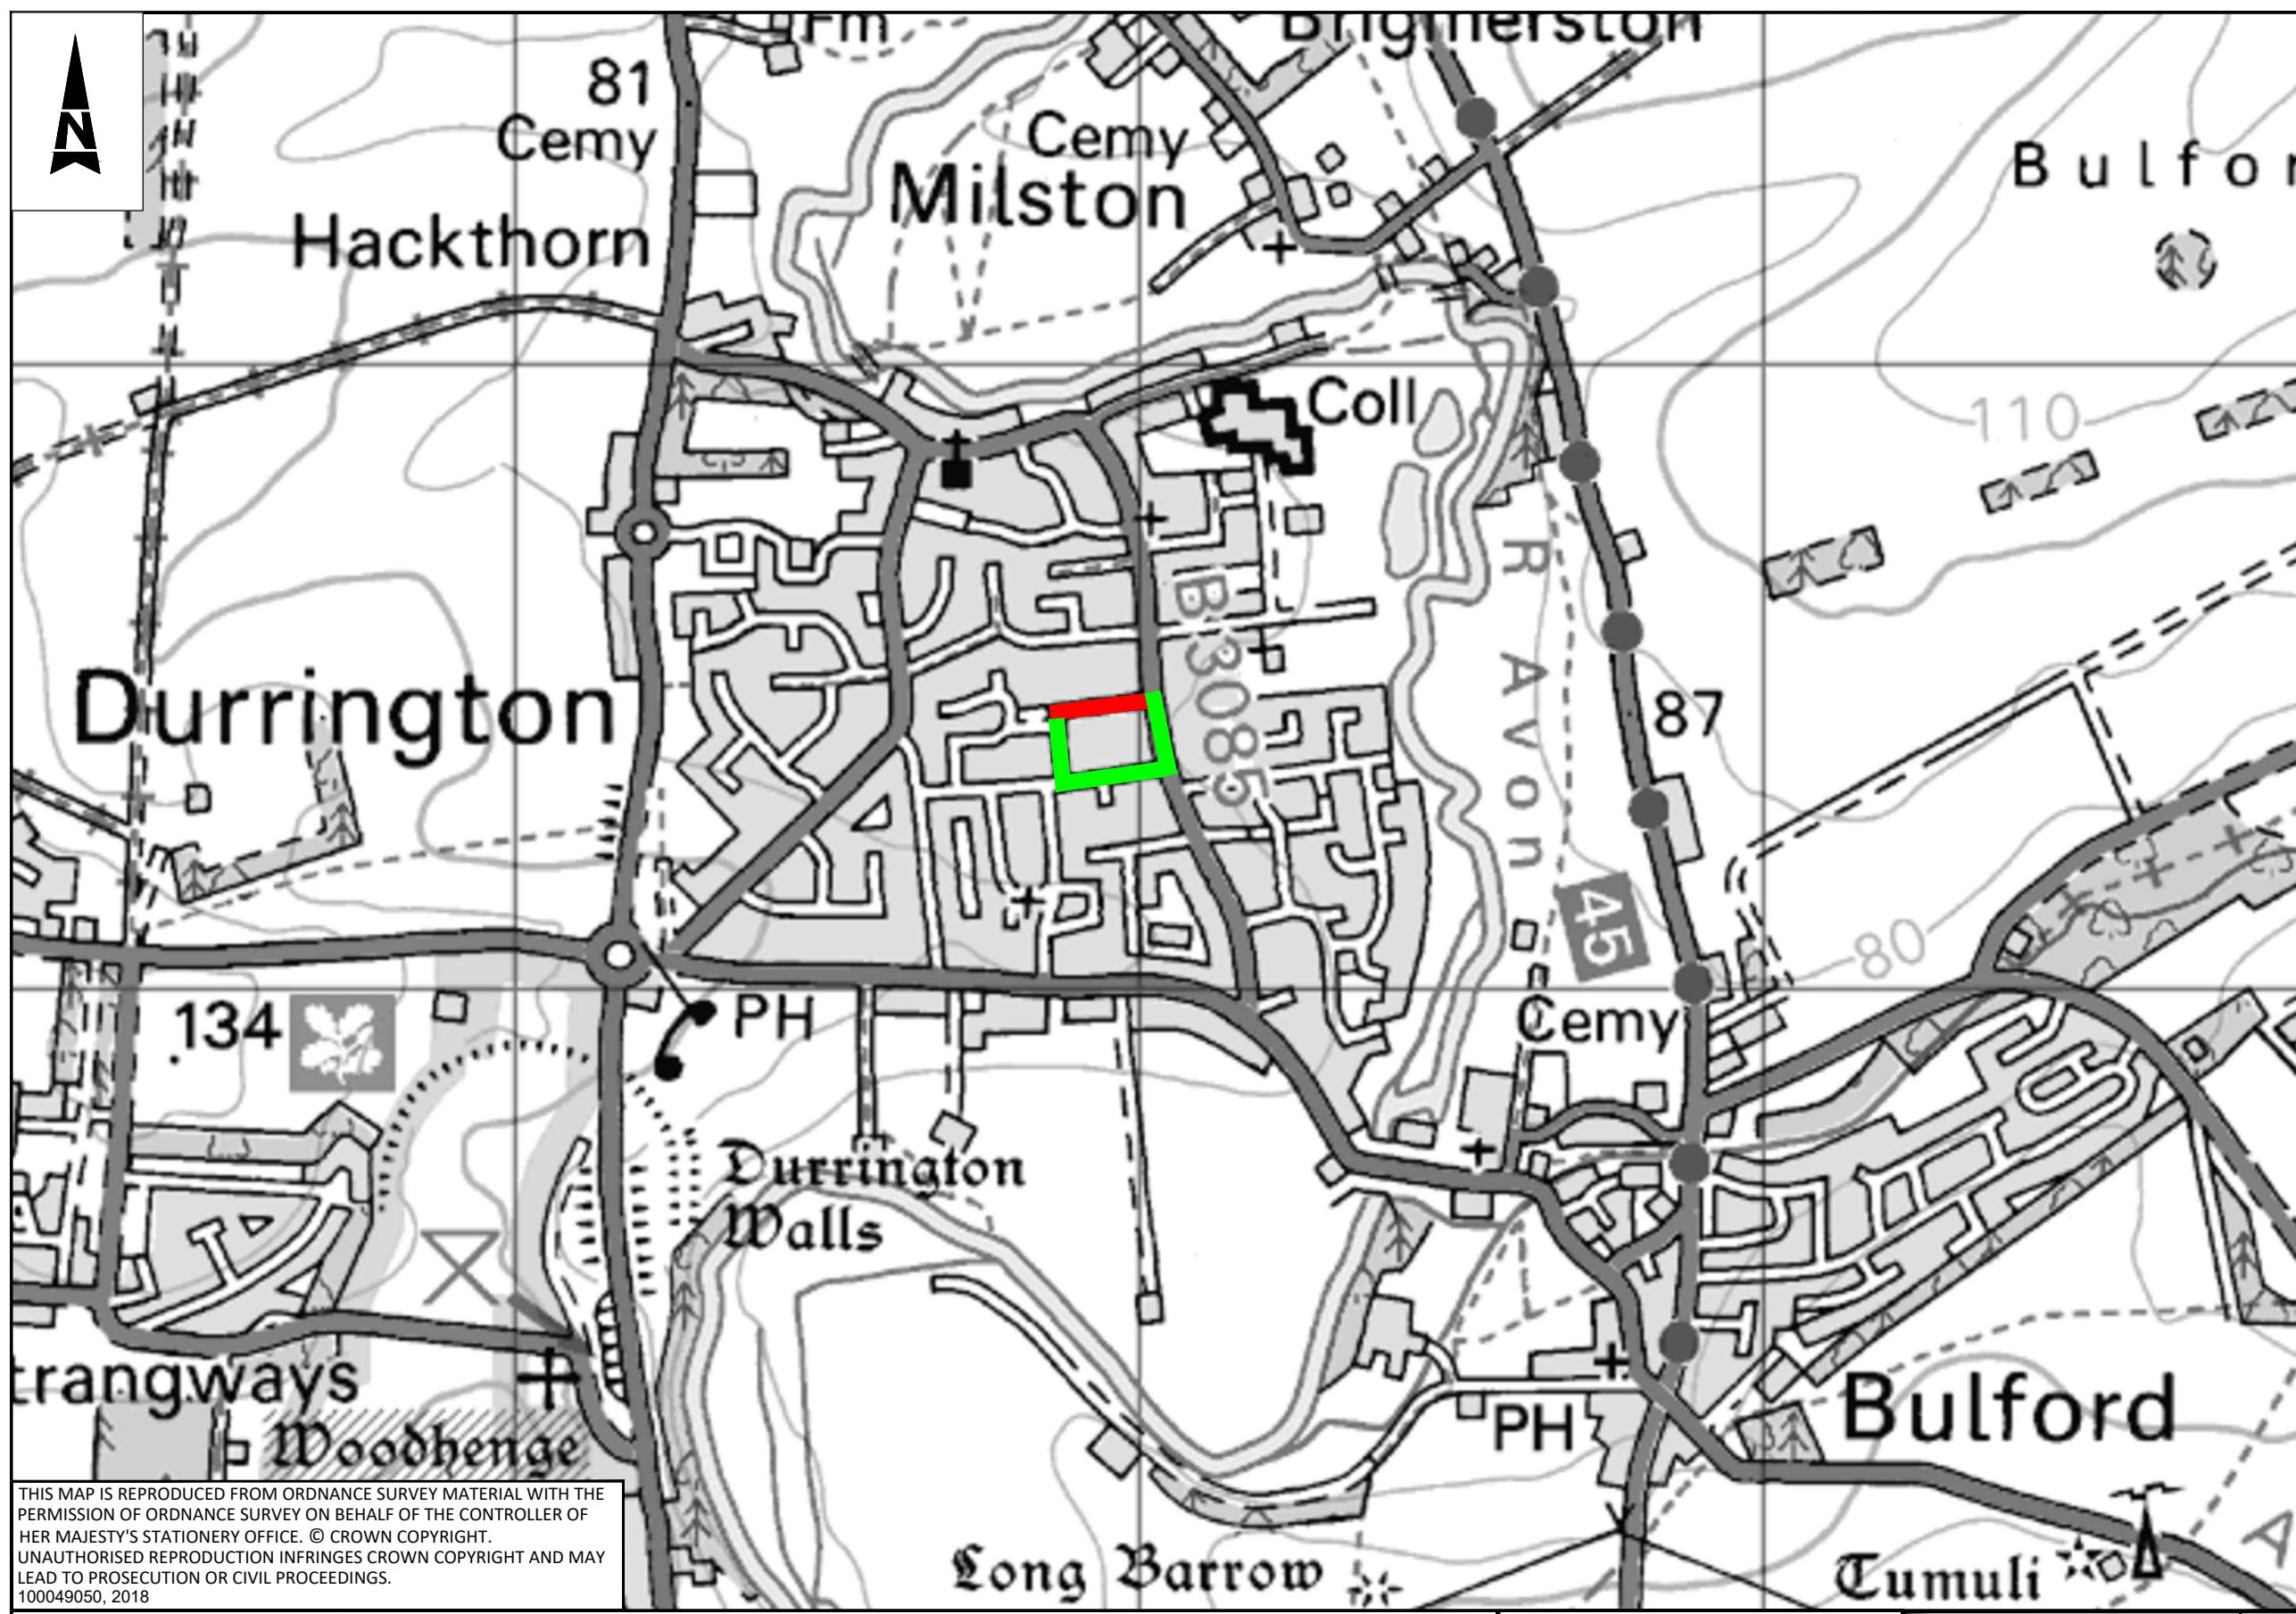 N
Fm
Brigmerston
81
Cemy
Cemy
Milston
Hackthorn
Bulfor
Coll
110
R Avon
B3085
Durrington
87
45
80
134
PH
Cemy
Durrington
Walls
trangways
Woodhenge
PH
Bulford
Long Barrow
Tumuli
A
THIS MAP IS REPRODUCED FROM ORDNANCE SURVEY MATERIAL WITH THE
PERMISSION OF ORDNANCE SURVEY ON BEHALF OF THE CONTROLLER OF
HER MAJESTY'S STATIONERY OFFICE. © CROWN COPYRIGHT.
UNAUTHORISED REPRODUCTION INFRINGES CROWN COPYRIGHT AND MAY
LEAD TO PROSECUTION OR CIVIL PROCEEDINGS.
100049050, 2018